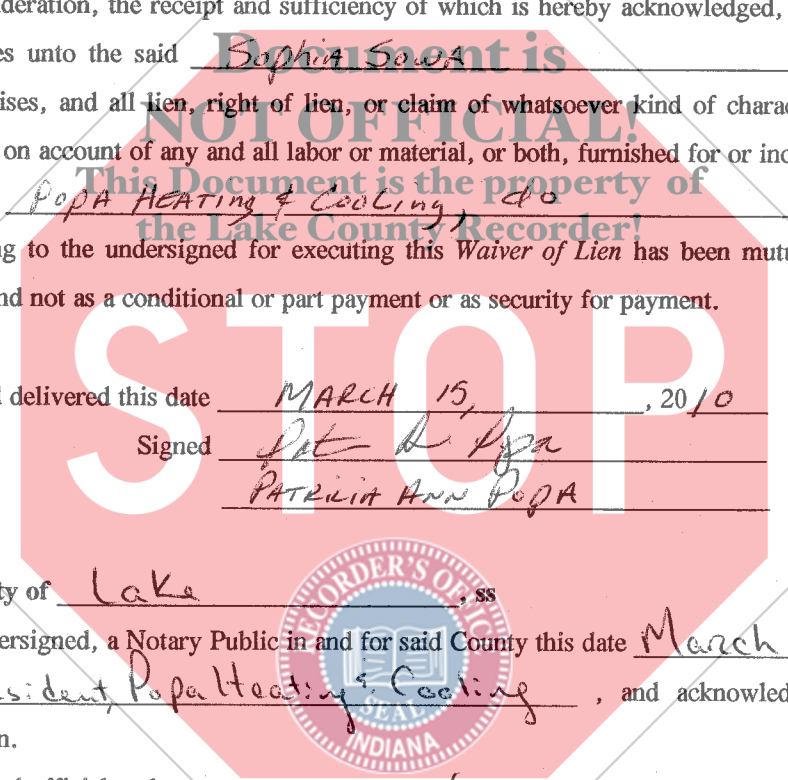 deration, the receipt and sufficiency of which is hereby acknowledged,
Document is
es unto the said Sophia Sowa
ises, and all lien, right of lien, or claim of whatsoever kind of charac
NOT OFFICIAL!
on account of any and all labor or material, or both, furnished for or inc
This Document is the property of
POPA HEATING & COOLING, do
the Lake County Recorder!
ng to the undersigned for executing this Waiver of Lien has been mutu
nd not as a conditional or part payment or as security for payment.
STOP
d delivered this date MARCH 15, , 2010
Signed Pat A Popa
PATRICIA ANN POPA
ty of Lake , ss
RECORDER'S OFFICE
ersigned, a Notary Public in and for said County this date March
sident, Popa Heating & Cooling , and acknowled
SEAL
INDIANA
n.